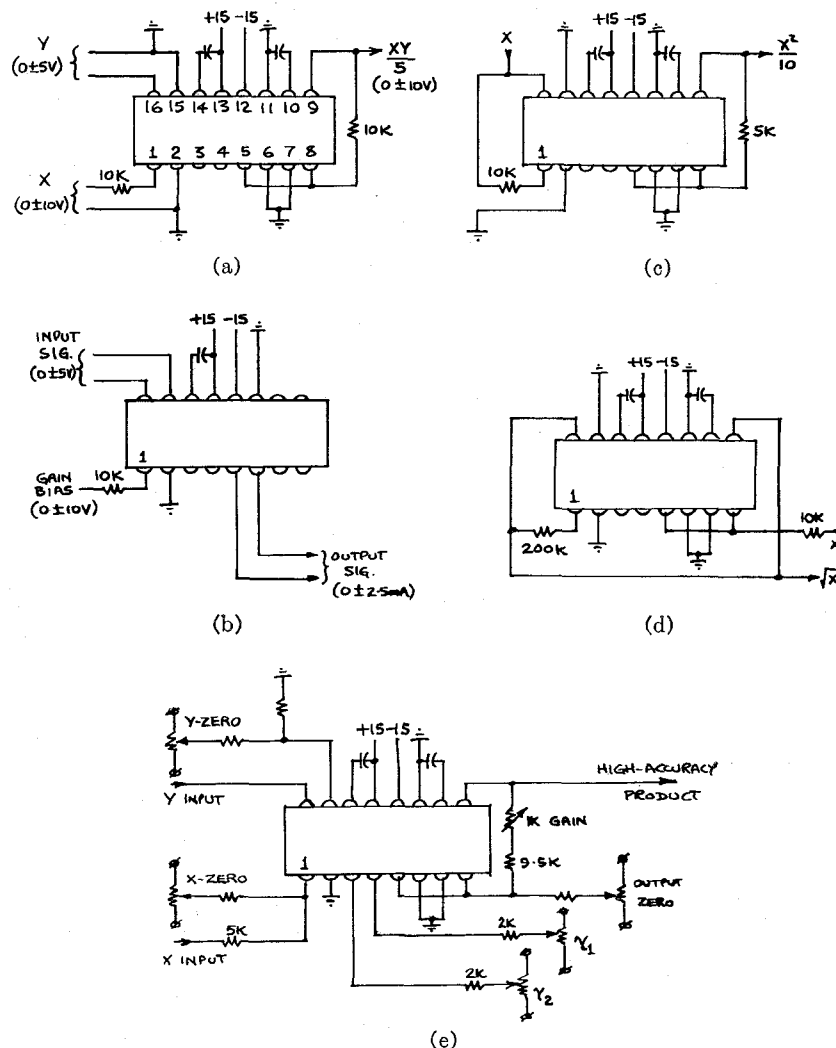 +15 -15
Y
(0±5V)
XY
5
(0±10V)
16 15 14 13 12 11 10 9
10K
1 2 3 4 5 6 7 8
X
10K
(0±10V)
(a)
X
+15 -15
X²
10
5K
1
10K
(c)
+15 -15
INPUT
SIG.
(0±5V)
1
GAIN
BIAS
10K
(0±10V)
OUTPUT
SIG.
(0±2.5mA)
(b)
+15 -15
1
200K
10K
X
√X
(d)
Y-ZERO
+15 -15
Y INPUT
HIGH-ACCURACY
PRODUCT
1K GAIN
9.5K
1
X-ZERO
5K
X INPUT
OUTPUT
ZERO
2K
γ1
2K
γ2
(e)